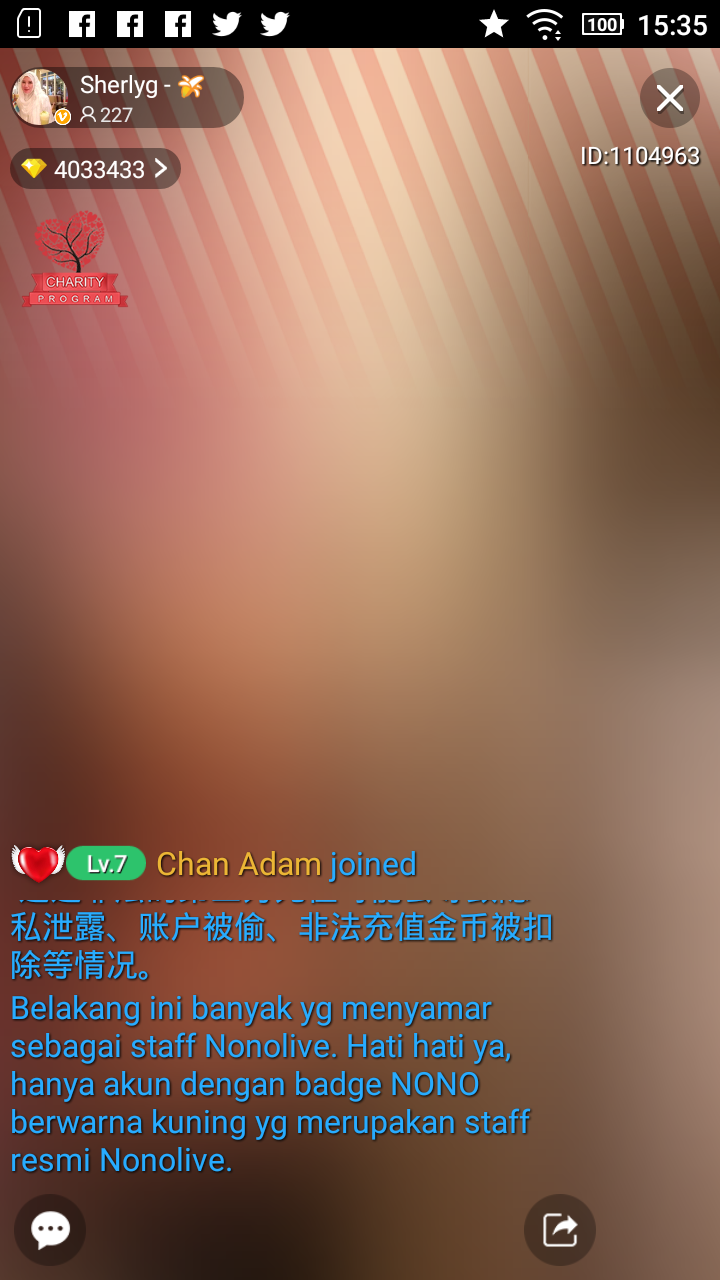 100 15:35
Sherlyg -
227
4033433
ID:1104963
CHARITY
PROGRAM
Lv.7 Chan Adam joined
私泄露、账户被偷、非法充值金币被扣
除等情况。
Belakang ini banyak yg menyamar
sebagai staff Nonolive. Hati hati ya,
hanya akun dengan badge NONO
berwarna kuning yg merupakan staff
resmi Nonolive.